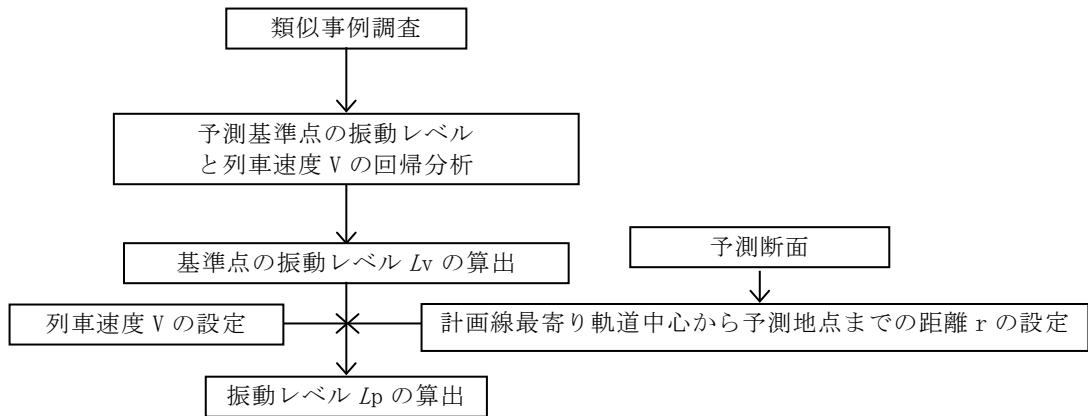 類似事例調査
予測基準点の振動レベル
と列車速度 V の回帰分析
基準点の振動レベル Lv の算出
予測断面
列車速度 V の設定
計画線最寄り軌道中心から予測地点までの距離 r の設定
振動レベル Lp の算出